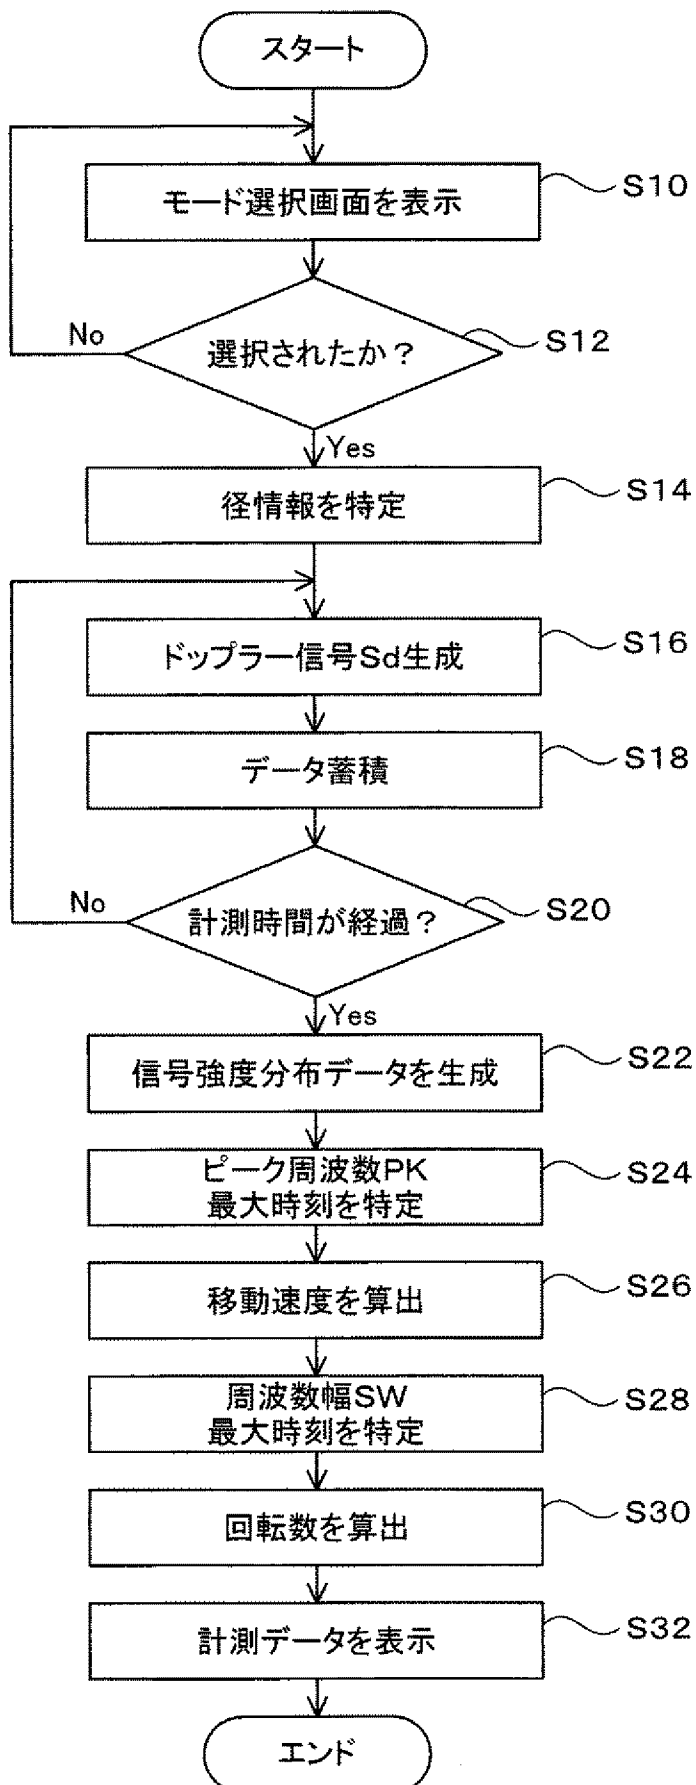 スタート
モード選択画面を表示
S10
選択されたか？
S12
No
Yes
径情報を特定
S14
ドップラー信号Sd生成
S16
データ蓄積
S18
計測時間が経過？
S20
No
Yes
信号強度分布データを生成
S22
ピーク周波数PK
最大時刻を特定
S24
移動速度を算出
S26
周波数幅SW
最大時刻を特定
S28
回転数を算出
S30
計測データを表示
S32
エンド